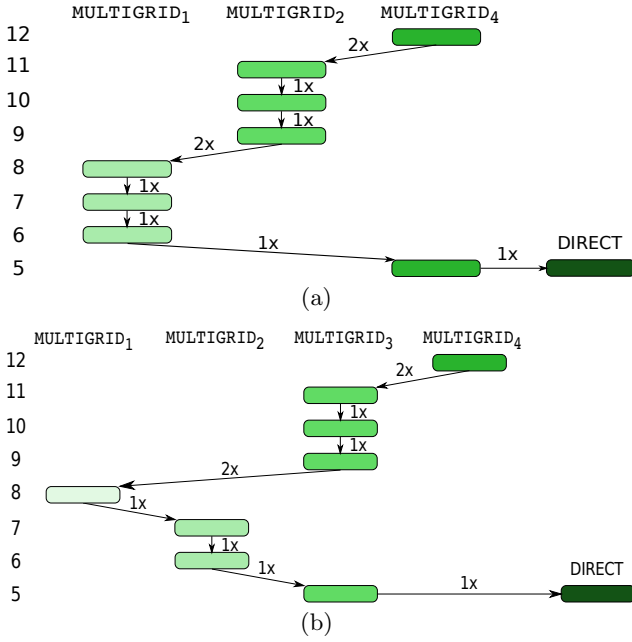 MULTIGRID1 MULTIGRID2 MULTIGRID4
12
2x
11
1x
10
1x
9
2x
8
1x
7
1x
6
1x 1x DIRECT
5
(a)
MULTIGRID1 MULTIGRID2 MULTIGRID3 MULTIGRID4
12
2x
11
1x
10
1x
9
2x
8
1x
7
1x
6
1x 1x DIRECT
5
(b)